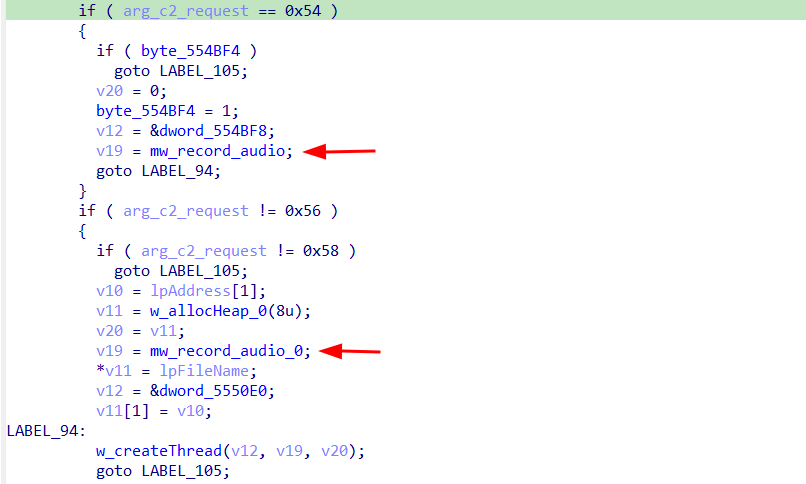 if ( arg_c2_request == 0x54 )
{
if ( byte_554BF4 )
goto LABEL_105;
v20 = 0;
byte_554BF4 = 1;
v12 = &dword_554BF8;
v19 = mw_record_audio;
goto LABEL_94;
}
if ( arg_c2_request != 0x56 )
{
if ( arg_c2_request != 0x58 )
goto LABEL_105;
v10 = lpAddress[1];
v11 = w_allocHeap_0(8u);
v20 = v11;
v19 = mw_record_audio_0;
*v11 = lpFileName;
v12 = &dword_5550E0;
v11[1] = v10;
LABEL_94:
w_createThread(v12, v19, v20);
goto LABEL_105;